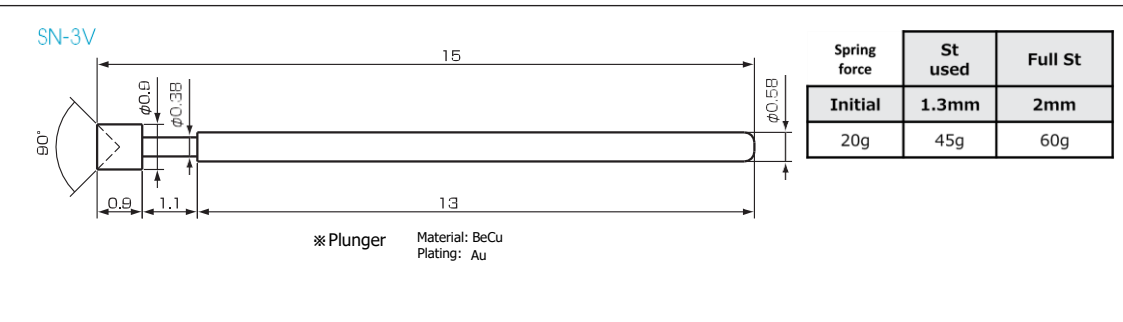 SN-3V
15
φ0.9
φ0.38
φ0.58
90°
0.9
1.1
13
※Plunger
Material: BeCu
Plating: Au
Spring force
St used
Full St
Initial
1.3mm
2mm
20g
45g
60g